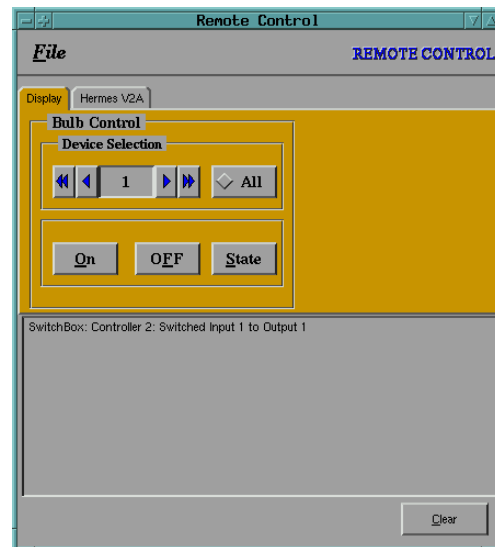 Remote Control
File
REMOTE CONTROL
Display
Hermes V2A
Bulb Control
Device Selection
1
All
On
OFF
State
SwitchBox: Controller 2: Switched Input 1 to Output 1
Clear